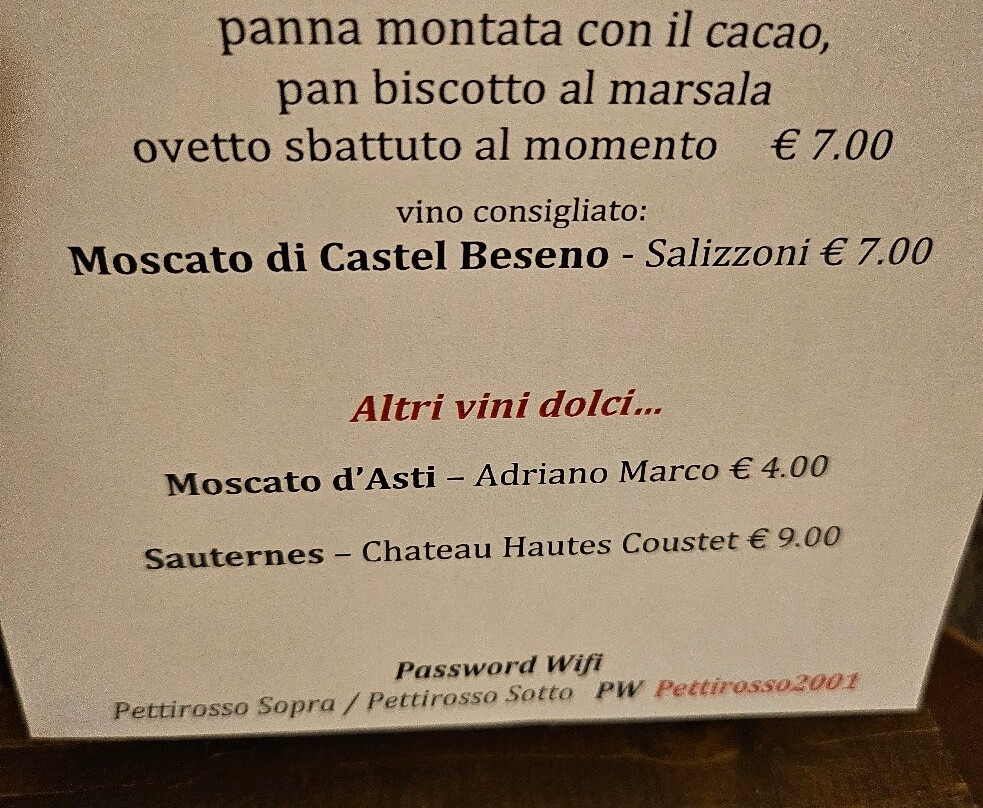 panna montata con il cacao,
pan biscotto al marsala
ovetto sbattuto al momento € 7.00
vino consigliato:
Moscato di Castel Beseno - Salizzoni € 7.00
Altri vini dolci...
Moscato d’Asti – Adriano Marco € 4.00
Sauternes – Chateau Hautes Coustet € 9.00
Password Wifi
Pettirosso Sopra / Pettirosso Sotto PW Pettirosso2001